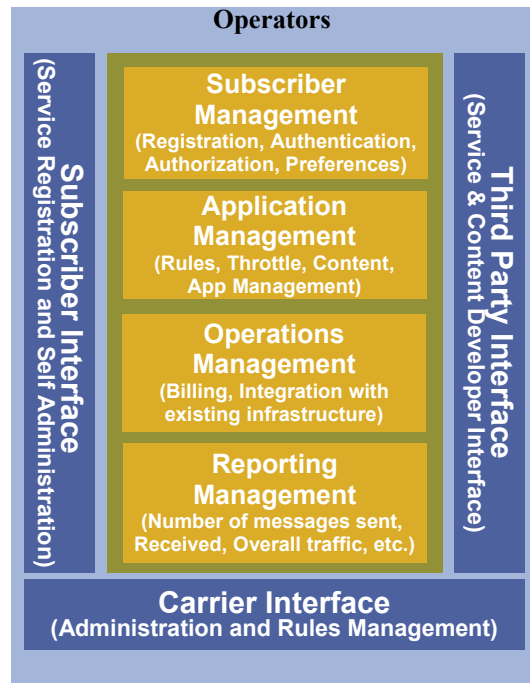 Operators
Subscriber Interface
(Service Registration and Self Administration)
Subscriber
Management
(Registration, Authentication,
Authorization, Preferences)
Application
Management
(Rules, Throttle, Content,
App Management)
Operations
Management
(Billing, Integration with
existing infrastructure)
Reporting
Management
(Number of messages sent,
Received, Overall traffic, etc.)
Third Party Interface
(Service & Content Developer Interface)
Carrier Interface
(Administration and Rules Management)